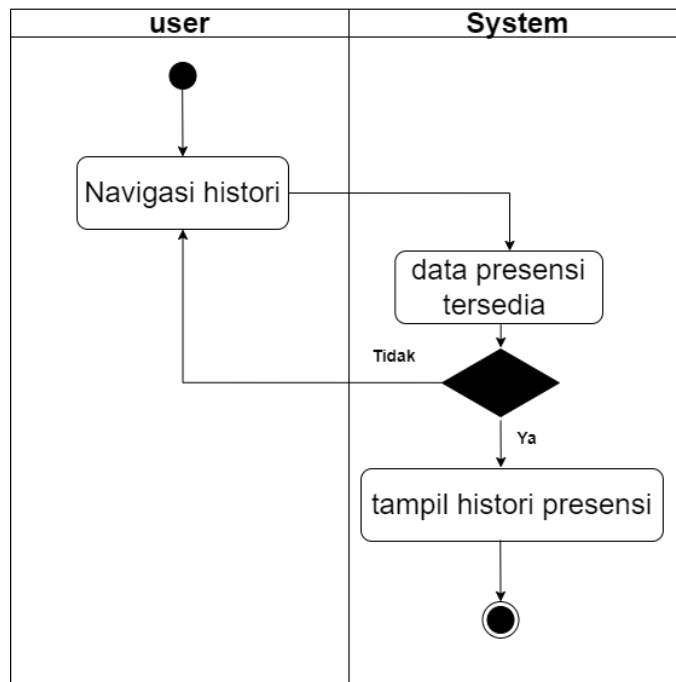 user
System
Navigasi histori
data presensi
tersedia
Tidak
Ya
tampil histori presensi